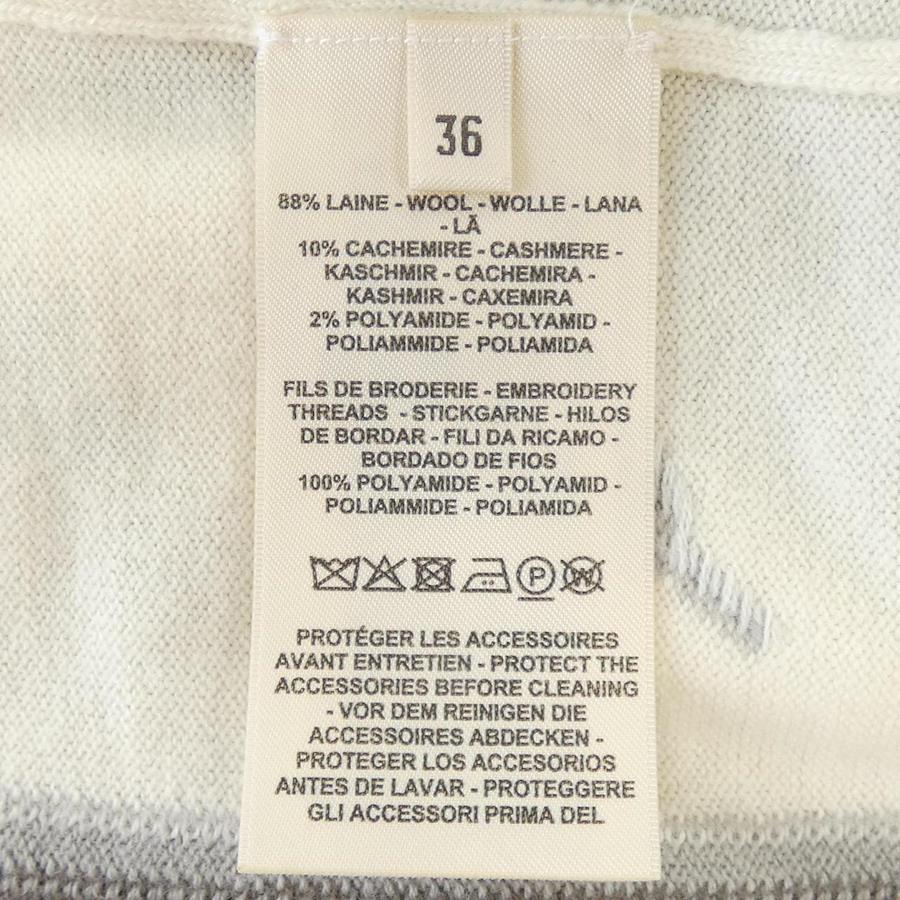 36
88% LAINE - WOOL - WOLLE - LANA
- LÃ
10% CACHEMIRE - CASHMERE -
KASCHMIR - CACHEMIRA -
KASHMIR - CAXEMIRA
2% POLYAMIDE - POLYAMID -
POLIAMMIDE - POLIAMIDA
FILS DE BRODERIE - EMBROIDERY
THREADS - STICKGARNE - HILOS
DE BORDAR - FILI DA RICAMO -
BORDADO DE FIOS
100% POLYAMIDE - POLYAMID -
POLIAMMIDE - POLIAMIDA
P W
PROTÉGER LES ACCESSOIRES
AVANT ENTRETIEN - PROTECT THE
ACCESSORIES BEFORE CLEANING
- VOR DEM REINIGEN DIE
ACCESSOIRES ABDECKEN -
PROTEGER LOS ACCESORIOS
ANTES DE LAVAR - PROTEGGERE
GLI ACCESSORI PRIMA DEL